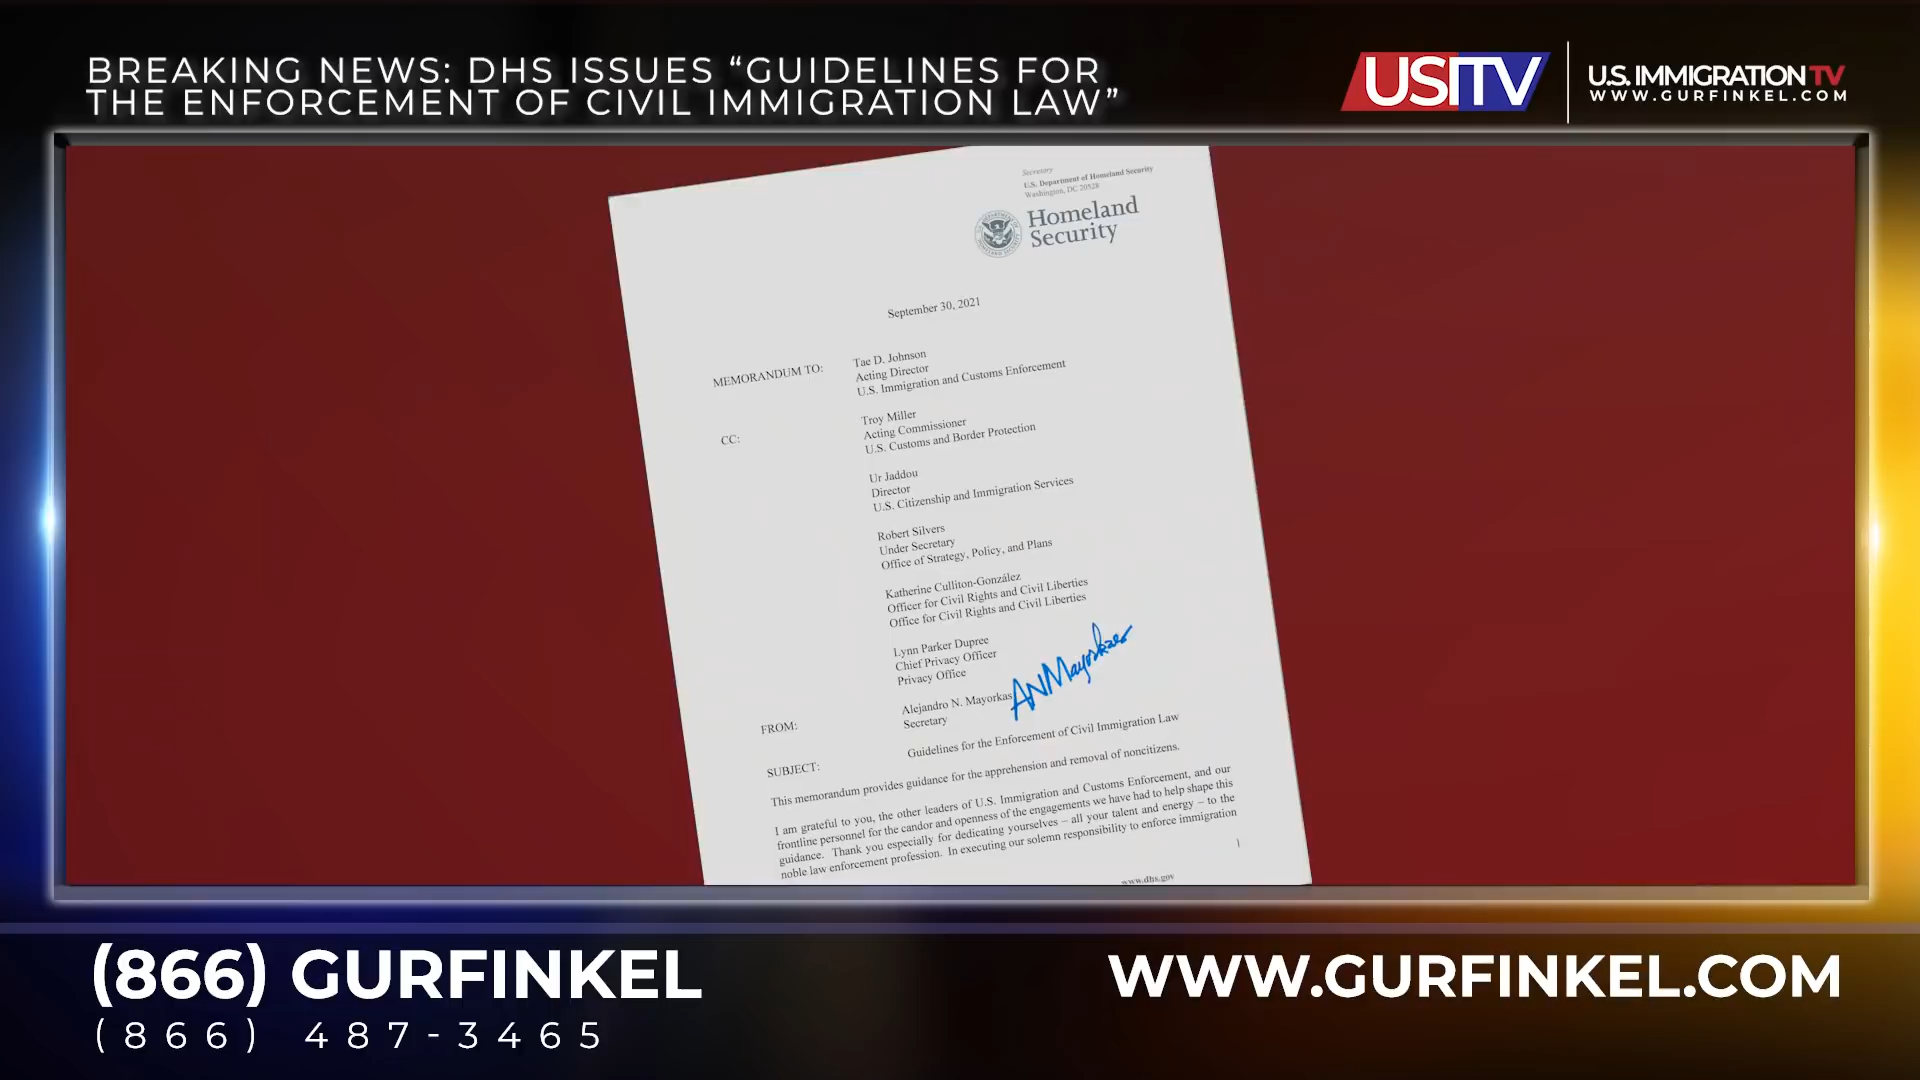 BREAKING NEWS: DHS ISSUES “GUIDELINES FOR
THE ENFORCEMENT OF CIVIL IMMIGRATION LAW”
USITV
U.S. IMMIGRATION TV
WWW.GURFINKEL.COM
Secretary
U.S. Department of Homeland Security
Washington, DC 20528
Homeland
Security
September 30, 2021
MEMORANDUM TO:
Tae D. Johnson
Acting Director
U.S. Immigration and Customs Enforcement
CC:
Troy Miller
Acting Commissioner
U.S. Customs and Border Protection
Ur Jaddou
Director
U.S. Citizenship and Immigration Services
Robert Silvers
Under Secretary
Office of Strategy, Policy, and Plans
Katherine Culliton-González
Officer for Civil Rights and Civil Liberties
Office for Civil Rights and Civil Liberties
Lynn Parker Dupree
Chief Privacy Officer
Privacy Office
FROM:
Alejandro N. Mayorkas
Secretary
ANMayorkas
SUBJECT:
Guidelines for the Enforcement of Civil Immigration Law
This memorandum provides guidance for the apprehension and removal of noncitizens.
I am grateful to you, the other leaders of U.S. Immigration and Customs Enforcement, and our
frontline personnel for the candor and openness of the engagements we have had to help shape this
guidance. Thank you especially for dedicating yourselves – all your talent and energy – to the
noble law enforcement profession. In executing our solemn responsibility to enforce immigration
1
www.dhs.gov
(866) GURFINKEL
(866) 487-3465
WWW.GURFINKEL.COM